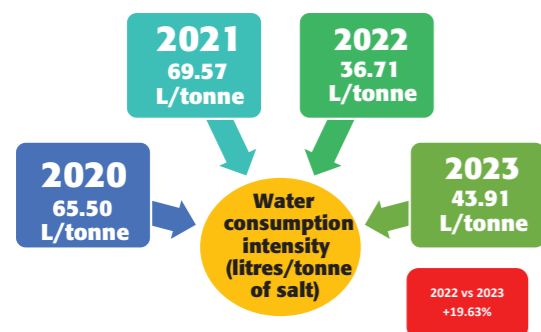 2021
69.57
L/tonne
2022
36.71
L/tonne
2020
65.50
L/tonne
Water
consumption
intensity
(litres/tonne
of salt)
2023
43.91
L/tonne
2022 vs 2023
+19.63%